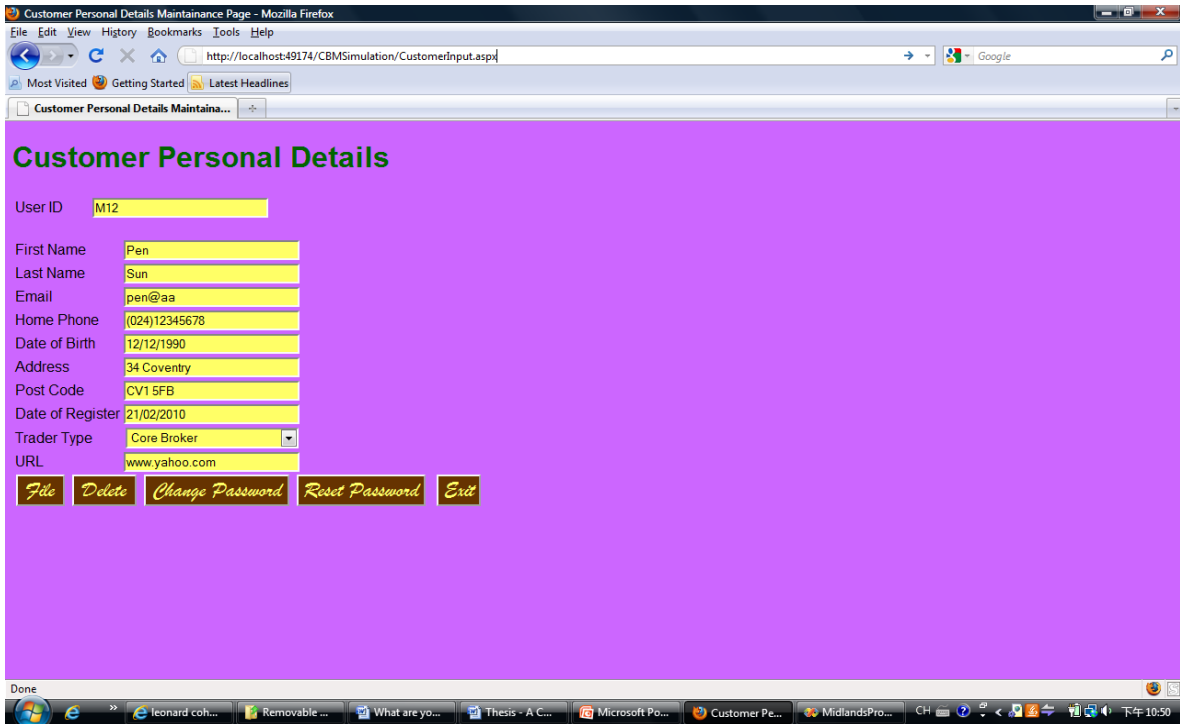 Customer Personal Details Maintainance Page - Mozilla Firefox
File Edit View History Bookmarks Tools Help
http://localhost:49174/CBMSimulation/CustomerInput.aspx
Google
Most Visited Getting Started Latest Headlines
Customer Personal Details Maintaina...
Customer Personal Details
User ID M12
First Name Pen
Last Name Sun
Email pen@aa
Home Phone (024)12345678
Date of Birth 12/12/1990
Address 34 Coventry
Post Code CV1 5FB
Date of Register 21/02/2010
Trader Type Core Broker
URL www.yahoo.com
File Delete Change Password Reset Password Exit
Done
leonard coh... Removable ... What are yo... Thesis - A C... Microsoft Po... Customer Pe... MidlandsPro... CH 下午 10:50